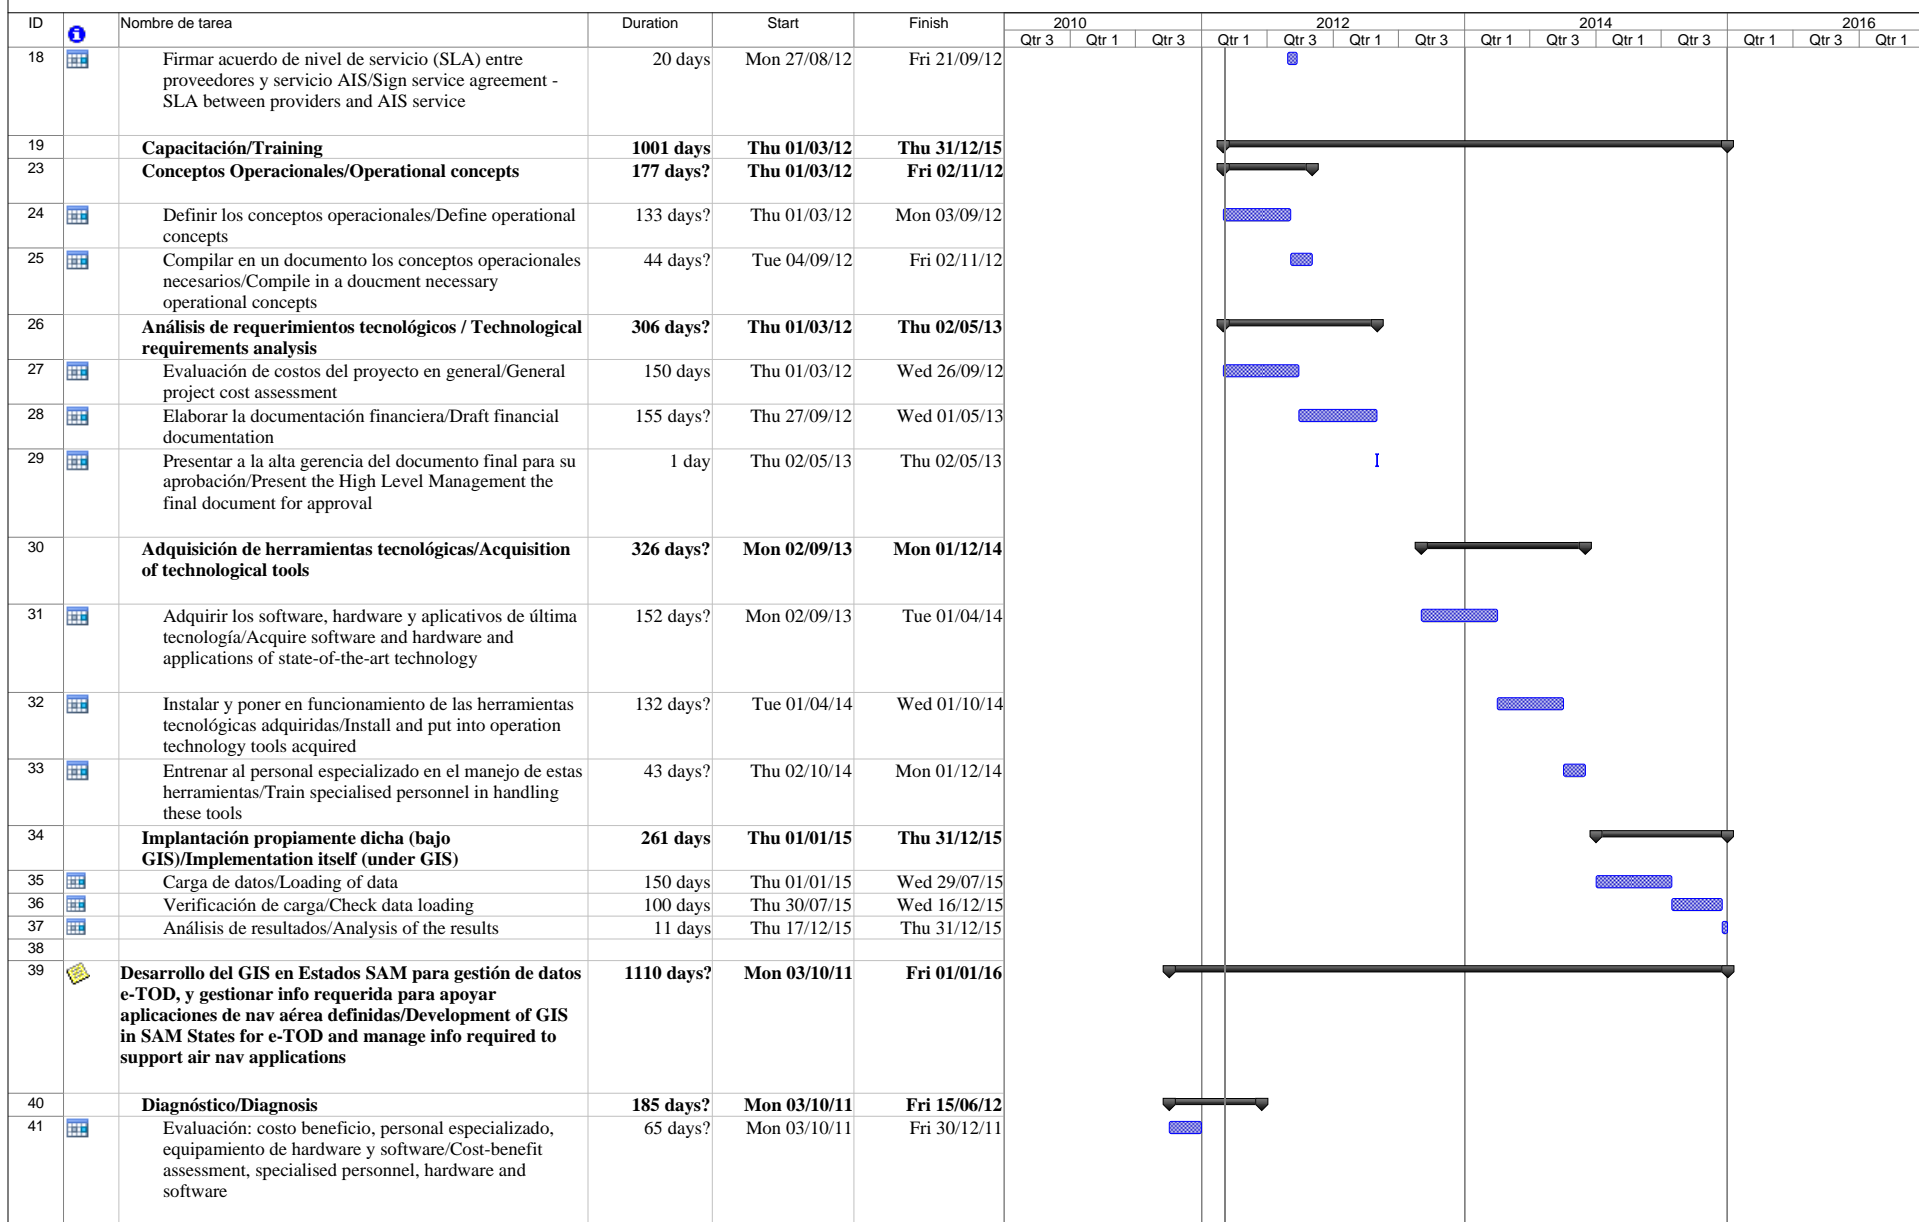 ID Nombre de tarea Duration Start Finish 2010 2012 2014 2016
Qtr 3 Qtr 1 Qtr 3 Qtr 1 Qtr 3 Qtr 1 Qtr 3 Qtr 1 Qtr 3 Qtr 1 Qtr 3 Qtr 1 Qtr 3 Qtr 1
18 Firmar acuerdo de nivel de servicio (SLA) entre 20 days Mon 27/08/12 Fri 21/09/12
proveedores y servicio AIS/Sign service agreement -
SLA between providers and AIS service
19 Capacitación/Training 1001 days Thu 01/03/12 Thu 31/12/15
23 Conceptos Operacionales/Operational concepts 177 days? Thu 01/03/12 Fri 02/11/12
24 Definir los conceptos operacionales/Define operational 133 days? Thu 01/03/12 Mon 03/09/12
concepts
25 Compilar en un documento los conceptos operacionales 44 days? Tue 04/09/12 Fri 02/11/12
necesarios/Compile in a doucment necessary
operational concepts
26 Análisis de requerimientos tecnológicos / Technological 306 days? Thu 01/03/12 Thu 02/05/13
requirements analysis
27 Evaluación de costos del proyecto en general/General 150 days Thu 01/03/12 Wed 26/09/12
project cost assessment
28 Elaborar la documentación financiera/Draft financial 155 days? Thu 27/09/12 Wed 01/05/13
documentation
29 Presentar a la alta gerencia del documento final para su 1 day Thu 02/05/13 Thu 02/05/13
aprobación/Present the High Level Management the
final document for approval
30 Adquisición de herramientas tecnológicas/Acquisition 326 days? Mon 02/09/13 Mon 01/12/14
of technological tools
31 Adquirir los software, hardware y aplicativos de última 152 days? Mon 02/09/13 Tue 01/04/14
tecnología/Acquire software and hardware and
applications of state-of-the-art technology
32 Instalar y poner en funcionamiento de las herramientas 132 days? Tue 01/04/14 Wed 01/10/14
tecnológicas adquiridas/Install and put into operation
technology tools acquired
33 Entrenar al personal especializado en el manejo de estas 43 days? Thu 02/10/14 Mon 01/12/14
herramientas/Train specialised personnel in handling
these tools
34 Implantación propiamente dicha (bajo 261 days Thu 01/01/15 Thu 31/12/15
GIS)/Implementation itself (under GIS)
35 Carga de datos/Loading of data 150 days Thu 01/01/15 Wed 29/07/15
36 Verificación de carga/Check data loading 100 days Thu 30/07/15 Wed 16/12/15
37 Análisis de resultados/Analysis of the results 11 days Thu 17/12/15 Thu 31/12/15
38
39 Desarrollo del GIS en Estados SAM para gestión de datos 1110 days? Mon 03/10/11 Fri 01/01/16
e-TOD, y gestionar info requerida para apoyar
aplicaciones de nav aérea definidas/Development of GIS
in SAM States for e-TOD and manage info required to
support air nav applications
40 Diagnóstico/Diagnosis 185 days? Mon 03/10/11 Fri 15/06/12
41 Evaluación: costo beneficio, personal especializado, 65 days? Mon 03/10/11 Fri 30/12/11
equipamiento de hardware y software/Cost-benefit
assessment, specialised personnel, hardware and
software